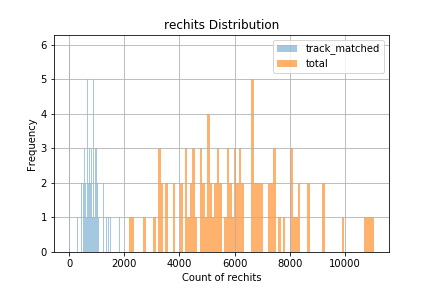 rechits Distribution
track_matched
total
Frequency
6
5
4
3
2
1
0
0 2000 4000 6000 8000 10000
Count of rechits